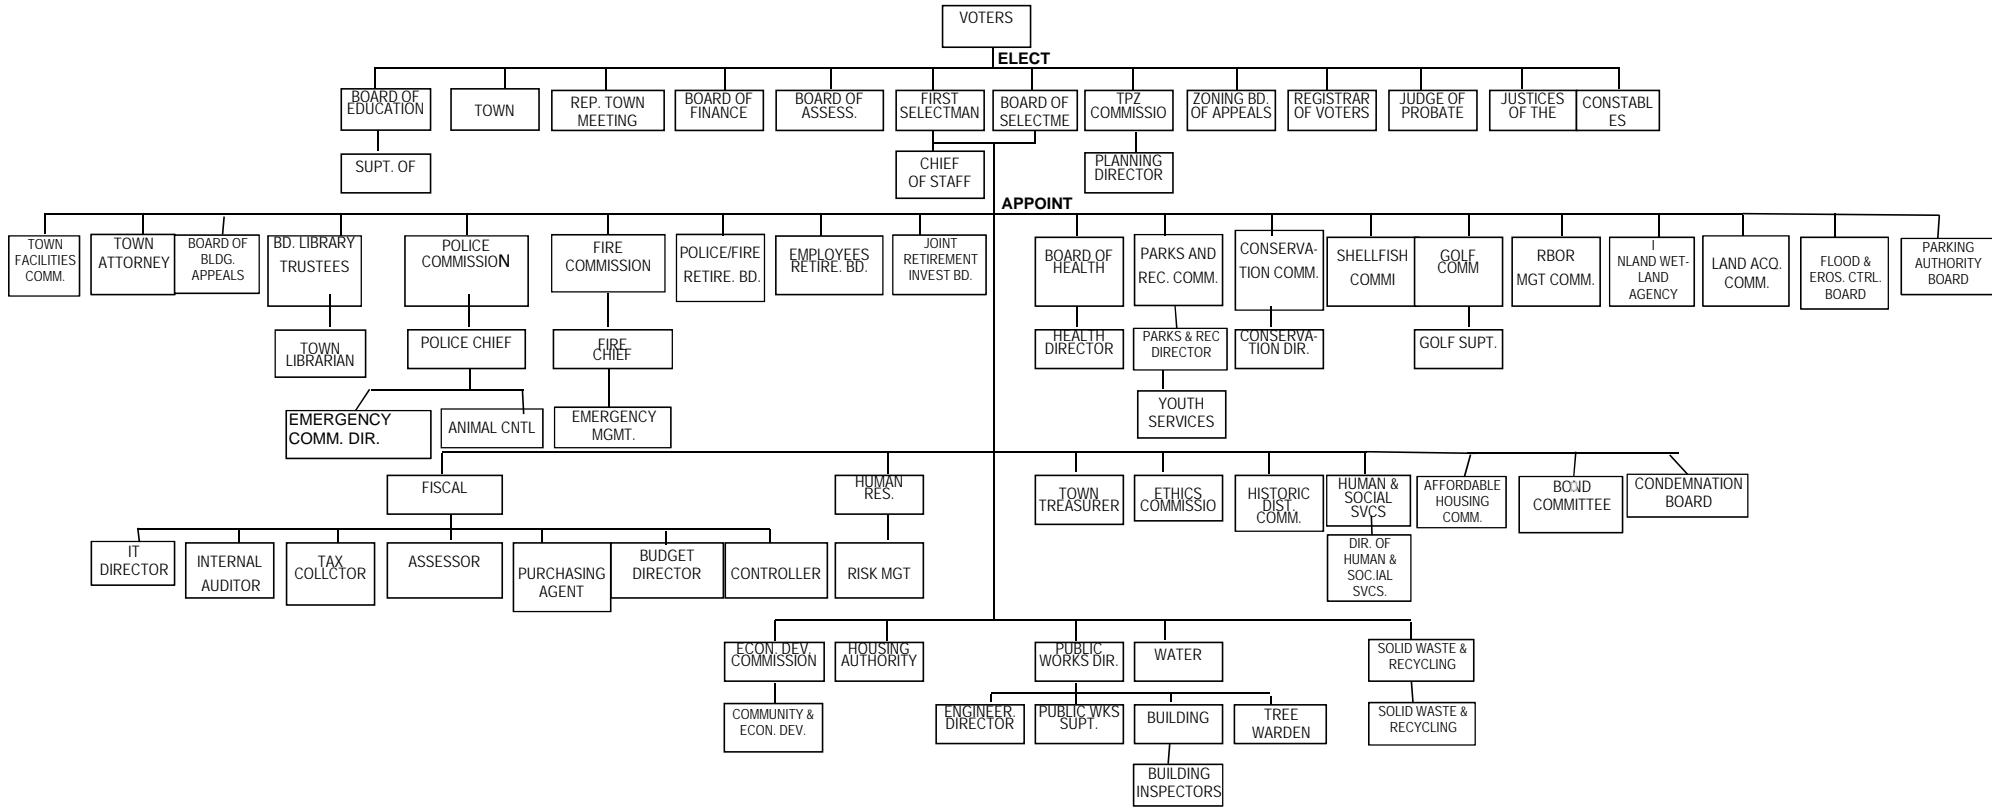 VOTERS
ELECT
BOARD OF
EDUCATION
TOWN
REP. TOWN
MEETING
BOARD OF
FINANCE
BOARD OF
ASSESS.
FIRST
SELECTMAN
BOARD OF
SELECTME
TPZ
COMMISSIO
ZONING BD.
OF APPEALS
REGISTRAR
OF VOTERS
JUDGE OF
PROBATE
JUSTICES
OF THE
CONSTABL
ES
SUPT. OF
CHIEF
OF STAFF
PLANNING
DIRECTOR
APPOINT
TOWN
FACILITIES
COMM.
TOWN
ATTORNEY
BOARD OF
BLDG.
APPEALS
BD. LIBRARY
TRUSTEES
POLICE
COMMISSION
FIRE
COMMISSION
POLICE/FIRE
RETIRE. BD.
EMPLOYEES
RETIRE. BD.
JOINT
RETIREMENT
INVEST BD.
BOARD OF
HEALTH
PARKS AND
REC. COMM.
CONSERVA-
TION COMM.
SHELLFISH
COMMI
GOLF
COMM
RBOR
MGT COMM.
I
NLAND WET-
LAND
AGENCY
LAND ACQ.
COMM.
FLOOD &
EROS. CTRL.
BOARD
PARKING
AUTHORITY
BOARD
TOWN
LIBRARIAN
POLICE CHIEF
FIRE
CHIEF
HEALTH
DIRECTOR
PARKS & REC
DIRECTOR
CONSERVA-
TION DIR.
GOLF SUPT.
EMERGENCY
COMM. DIR.
ANIMAL CNTL
EMERGENCY
MGMT.
YOUTH
SERVICES
FISCAL
HUMAN
RES.
TOWN
TREASURER
ETHICS
COMMISSIO
HISTORIC
DIST.
COMM.
HUMAN &
SOCIAL
SVCS
AFFORDABLE
HOUSING
COMM.
BOND
COMMITTEE
CONDEMNATION
BOARD
IT
DIRECTOR
INTERNAL
AUDITOR
TAX
COLLCTOR
ASSESSOR
PURCHASING
AGENT
BUDGET
DIRECTOR
CONTROLLER
RISK MGT
DIR. OF
HUMAN &
SOC.IAL
SVCS.
ECON. DEV.
COMMISSION
HOUSING
AUTHORITY
PUBLIC
WORKS DIR.
WATER
SOLID WASTE &
RECYCLING
COMMUNITY &
ECON. DEV.
ENGINEER.
DIRECTOR
PUBLIC WKS
SUPT.
BUILDING
TREE
WARDEN
SOLID WASTE &
RECYCLING
BUILDING
INSPECTORS